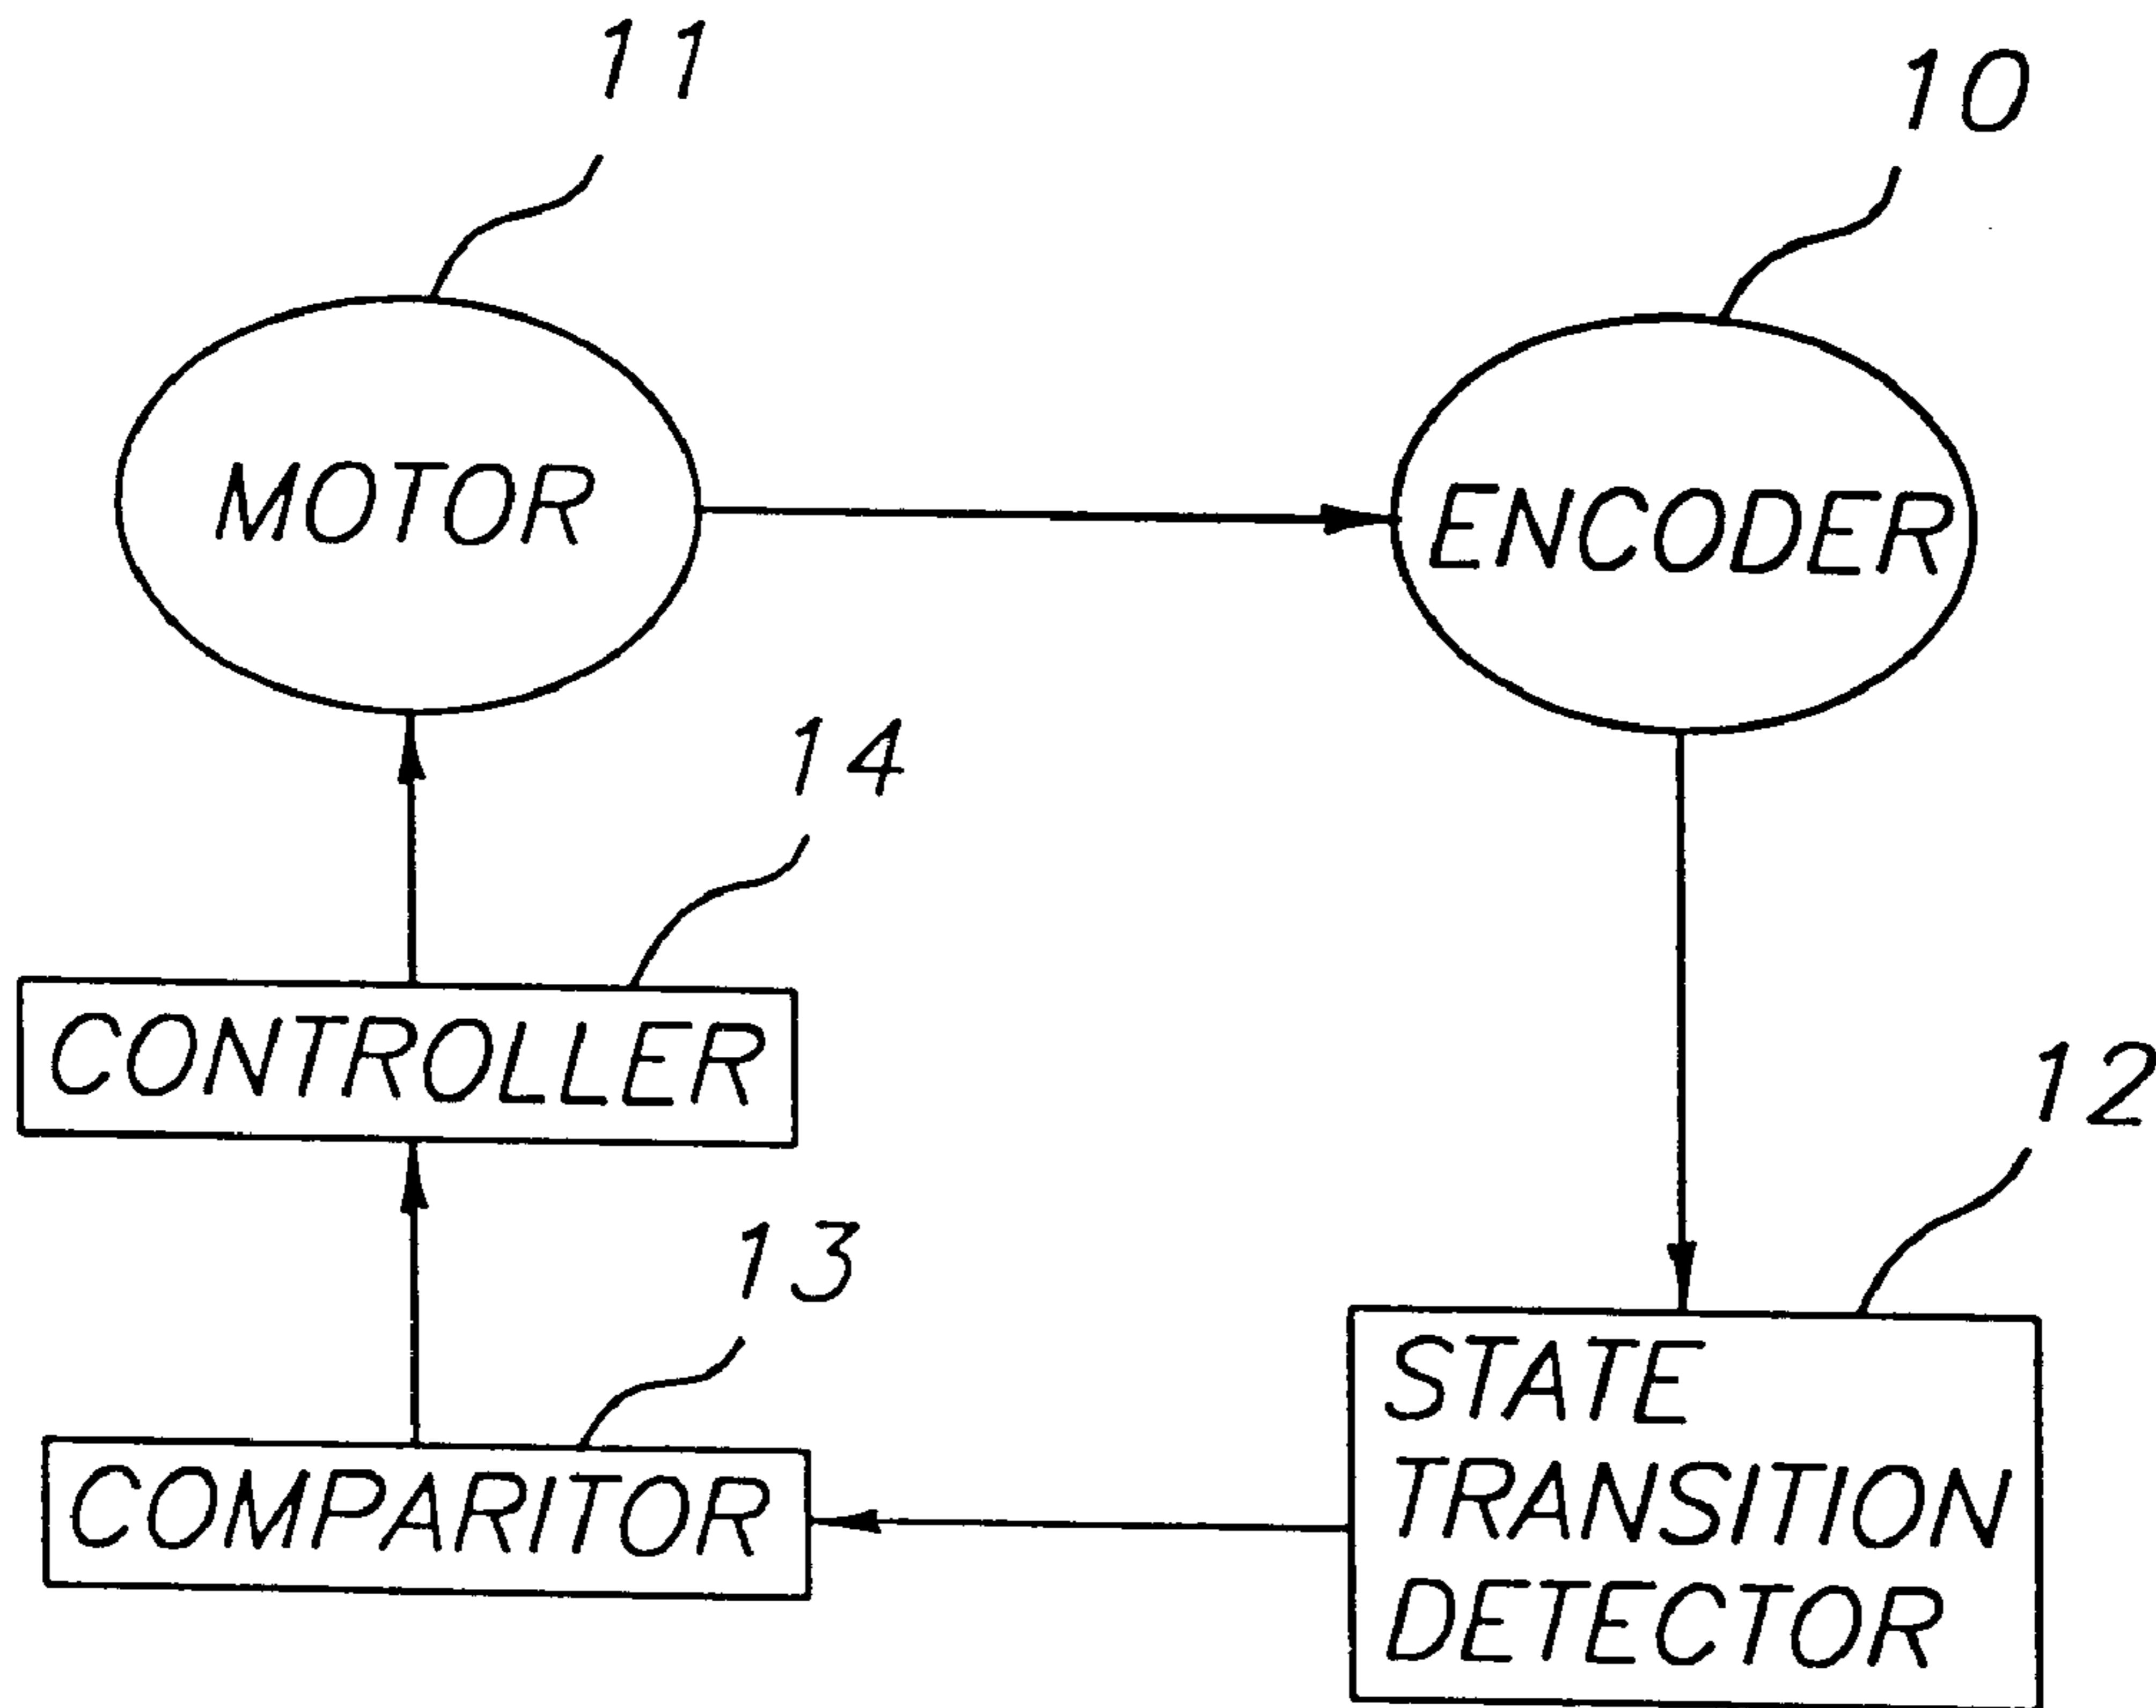 11
10
MOTOR
ENCODER
14
CONTROLLER
12
13
STATE
TRANSITION
DETECTOR
COMPARITOR